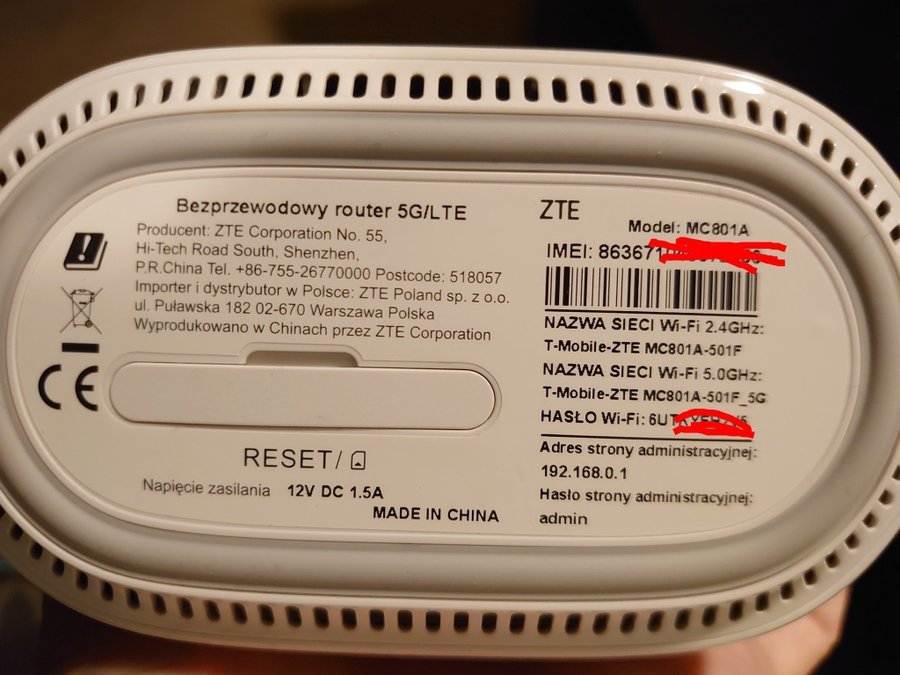 Bezprzewodowy router 5G/LTE
Producent: ZTE Corporation No. 55,
Hi-Tech Road South, Shenzhen,
P.R.China Tel. +86-755-26770000 Postcode: 518057
Importer i dystrybutor w Polsce: ZTE Poland sp. z o.o.
ul. Puławska 182 02-670 Warszawa Polska
Wyprodukowano w Chinach przez ZTE Corporation
CE
RESET/
Napięcie zasilania 12V DC 1.5A
MADE IN CHINA
ZTE
Model: MC801A
IMEI:
NAZWA SIECI Wi-Fi 2.4GHz:
T-Mobile-ZTE MC801A-501F
NAZWA SIECI Wi-Fi 5.0GHz:
T-Mobile-ZTE MC801A-501F_5G
HASŁO Wi-Fi:
Adres strony administracyjnej:
192.168.0.1
Hasło strony administracyjnej:
admin